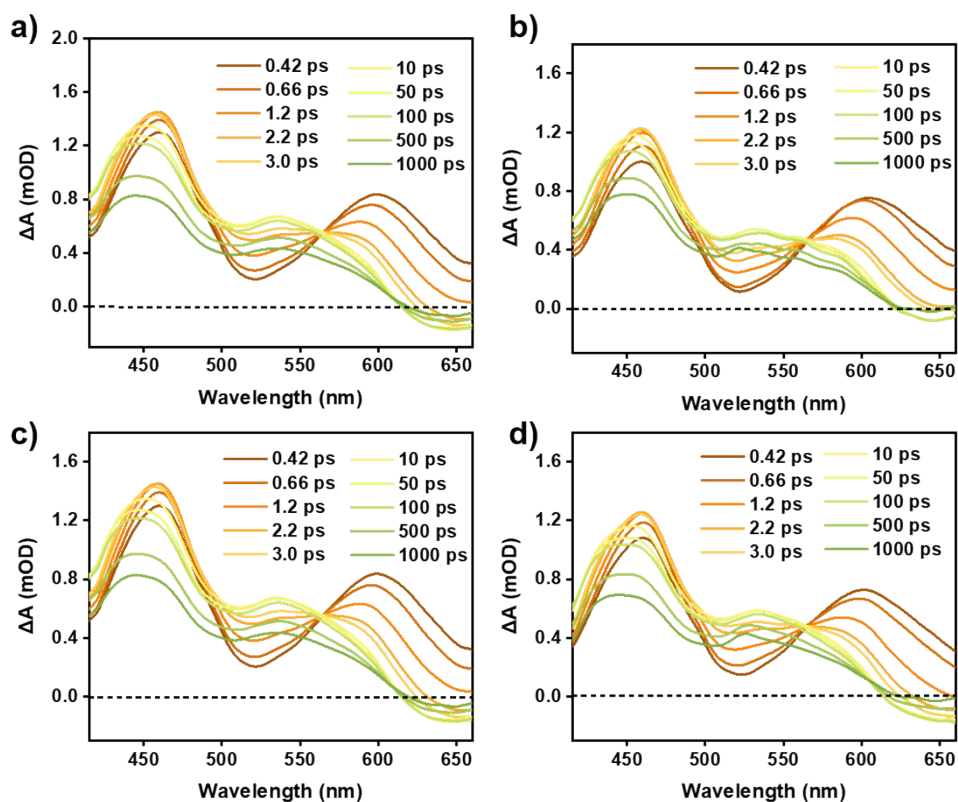 a)
2.0
1.6
1.2
0.8
0.4
0.0
ΔA (mOD)
0.42 ps
0.66 ps
1.2 ps
2.2 ps
3.0 ps
10 ps
50 ps
100 ps
500 ps
1000 ps
450 500 550 600 650
Wavelength (nm)
b)
1.6
1.2
0.8
0.4
0.0
ΔA (mOD)
0.42 ps
0.66 ps
1.2 ps
2.2 ps
3.0 ps
10 ps
50 ps
100 ps
500 ps
1000 ps
450 500 550 600 650
Wavelength (nm)
c)
1.6
1.2
0.8
0.4
0.0
ΔA (mOD)
0.42 ps
0.66 ps
1.2 ps
2.2 ps
3.0 ps
10 ps
50 ps
100 ps
500 ps
1000 ps
450 500 550 600 650
Wavelength (nm)
d)
1.6
1.2
0.8
0.4
0.0
ΔA (mOD)
0.42 ps
0.66 ps
1.2 ps
2.2 ps
3.0 ps
10 ps
50 ps
100 ps
500 ps
1000 ps
450 500 550 600 650
Wavelength (nm)